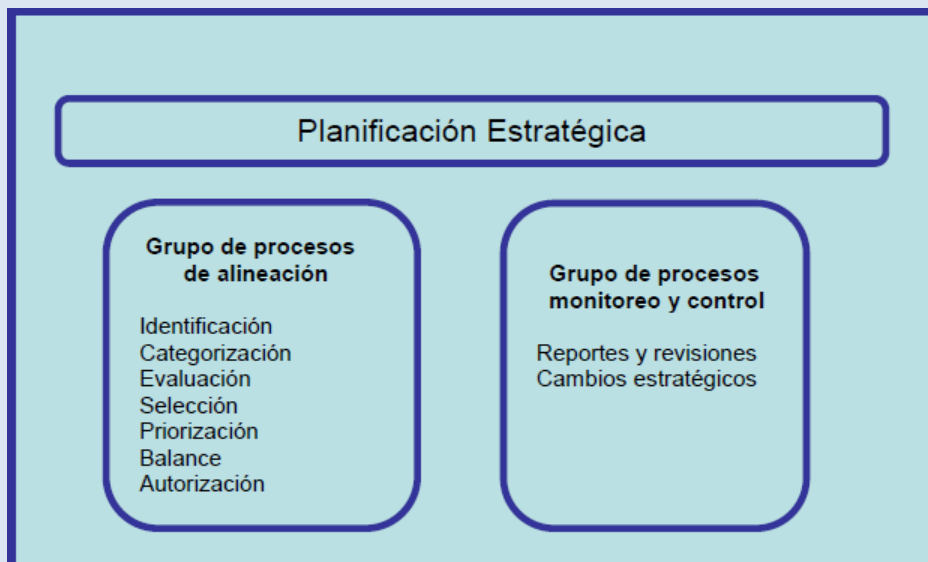 Planificación Estratégica
Grupo de procesos
de alineación
Identificación
Categorización
Evaluación
Selección
Priorización
Balance
Autorización
Grupo de procesos
monitoreo y control
Reportes y revisiones
Cambios estratégicos